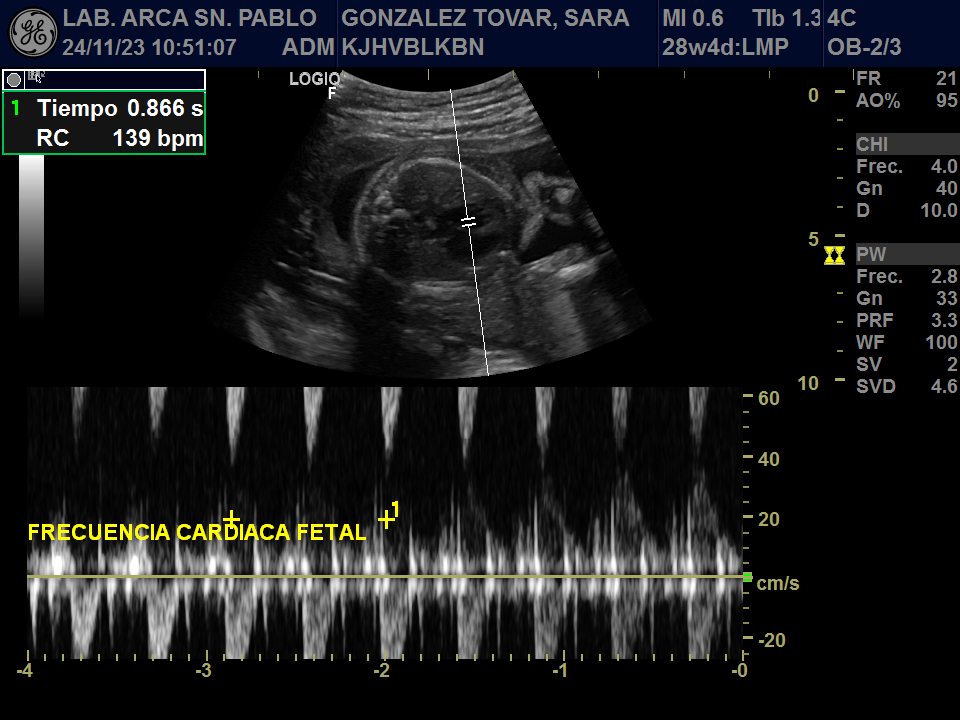 LAB. ARCA SN. PABLO
24/11/23 10:51:07 ADM
GONZALEZ TOVAR, SARA
KJHVBLKBN
MI 0.6 TIb 1.3
28w4d:LMP
4C
OB-2/3
1 Tiempo 0.866 s
RC 139 bpm
LOGIQ
F
0
5
10
FR 21
AO% 95
CHI
Frec. 4.0
Gn 40
D 10.0
PW
Frec. 2.8
Gn 33
PRF 3.3
WF 100
SV 2
SVD 4.6
60
40
20
cm/s
-20
1
FRECUENCIA CARDIACA FETAL
-4 -3 -2 -1 -0